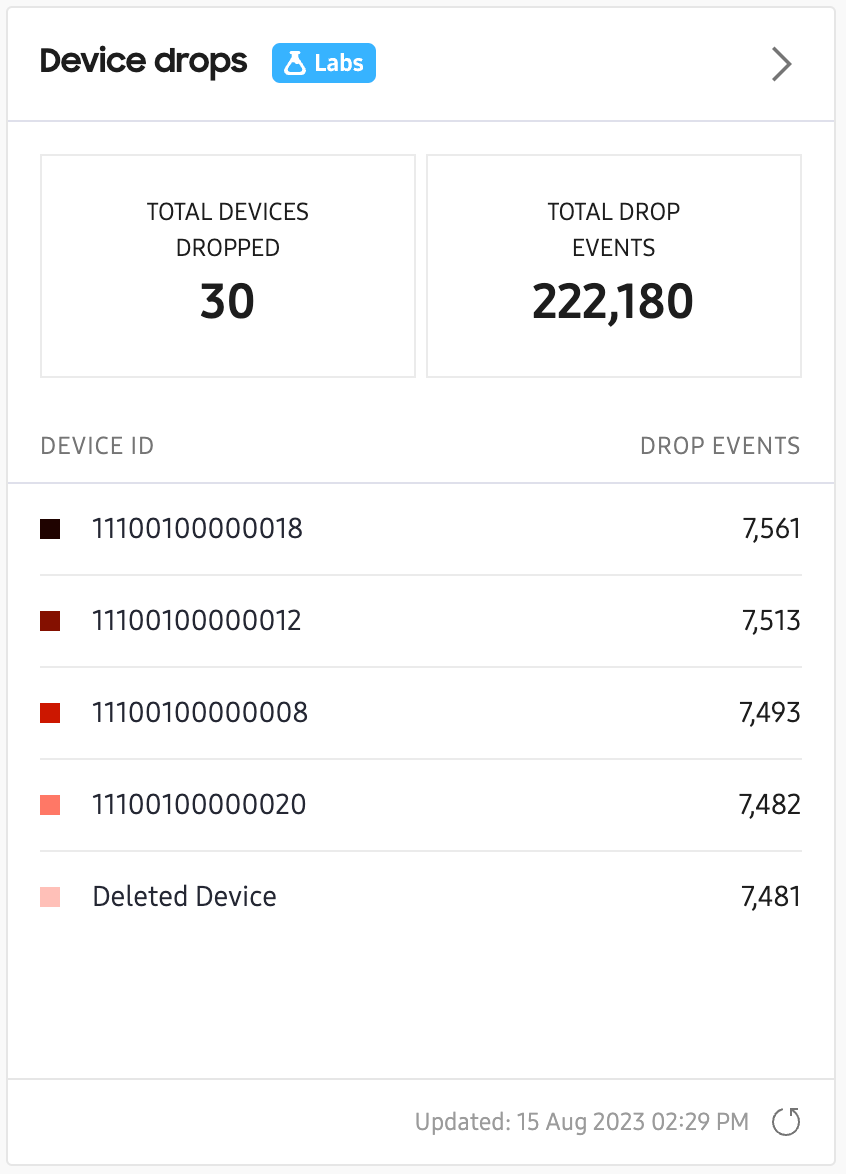 Device drops Labs
TOTAL DEVICES
DROPPED
30
TOTAL DROP
EVENTS
222,180
DEVICE ID DROP EVENTS
11100100000018 7,561
11100100000012 7,513
11100100000008 7,493
11100100000020 7,482
Deleted Device 7,481
Updated: 15 Aug 2023 02:29 PM